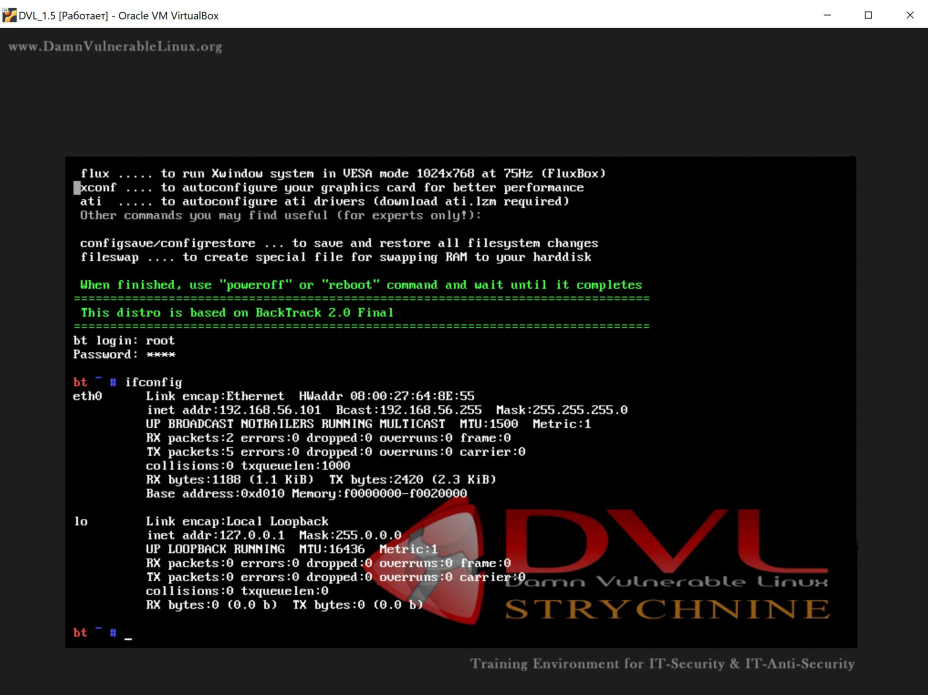 DVL_1.5 [Работает] - Oracle VM VirtualBox
www.DamnVulnerableLinux.org
flux ..... to run Xwindow system in VESA mode 1024x768 at 75Hz (FluxBox)
xconf .... to autoconfigure your graphics card for better performance
ati ..... to autoconfigure ati drivers (download ati.lzm required)
Other commands you may find useful (for experts only!):
configsave/configrestore ... to save and restore all filesystem changes
fileswap .... to create special file for swapping RAM to your harddisk
When finished, use "poweroff" or "reboot" command and wait until it completes
===============================================================================
This distro is based on BackTrack 2.0 Final
===============================================================================
bt login: root
Password: ****
bt ~ # ifconfig
eth0 Link encap:Ethernet HWaddr 08:00:27:64:8E:55
inet addr:192.168.56.101 Bcast:192.168.56.255 Mask:255.255.255.0
UP BROADCAST NOTRAILERS RUNNING MULTICAST MTU:1500 Metric:1
RX packets:2 errors:0 dropped:0 overruns:0 frame:0
TX packets:5 errors:0 dropped:0 overruns:0 carrier:0
collisions:0 txqueuelen:1000
RX bytes:1188 (1.1 KiB) TX bytes:2420 (2.3 KiB)
Base address:0xd010 Memory:f0000000-f0020000
lo Link encap:Local Loopback
inet addr:127.0.0.1 Mask:255.0.0.0
UP LOOPBACK RUNNING MTU:16436 Metric:1
RX packets:0 errors:0 dropped:0 overruns:0 frame:0
TX packets:0 errors:0 dropped:0 overruns:0 carrier:0
collisions:0 txqueuelen:0
RX bytes:0 (0.0 b) TX bytes:0 (0.0 b)
bt ~ # _
DVL
Damn Vulnerable Linux
STRYCHNINE
Training Environment for IT-Security & IT-Anti-Security